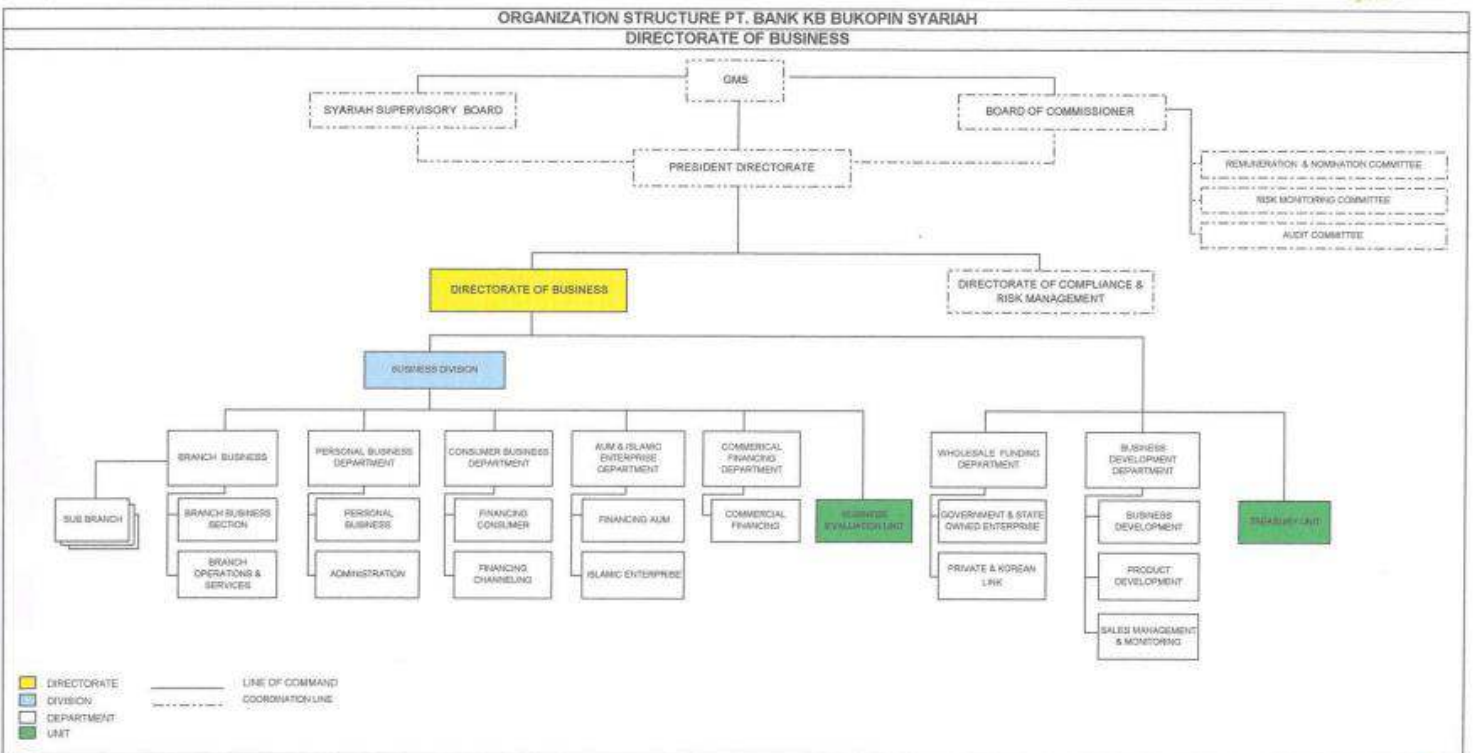 ORGANIZATION STRUCTURE PT. BANK KB BUKOPIN SYARIAH
DIRECTORATE OF BUSINESS
GMS
SYARIAH SUPERVISORY BOARD
BOARD OF COMMISSIONER
PRESIDENT DIRECTORATE
REMUNERATION & NOMINATION COMMITTEE
RISK MONITORING COMMITTEE
AUDIT COMMITTEE
DIRECTORATE OF BUSINESS
DIRECTORATE OF COMPLIANCE &
RISK MANAGEMENT
BUSINESS DIVISION
BRANCH BUSINESS
PERSONAL BUSINESS
DEPARTMENT
CONSUMER BUSINESS
DEPARTMENT
AUM & ISLAMIC
ENTERPRISE
DEPARTMENT
COMMERICAL
FINANCING
DEPARTMENT
WHOLESALE FUNDING
DEPARTMENT
BUSINESS
DEVELOPMENT
DEPARTMENT
SUB BRANCH
BRANCH BUSINESS
SECTION
PERSONAL
BUSINESS
FINANCING
CONSUMER
FINANCING AUM
COMMERCIAL
FINANCING
BUSINESS
EVALUATION UNIT
GOVERNMENT & STATE
OWNED ENTERPRISE
BUSINESS
DEVELOPMENT
TREASURY UNIT
BRANCH
OPERATIONS &
SERVICES
ADMINISTRATION
FINANCING
CHANNELING
ISLAMIC ENTERPRISE
PRIVATE & KOREAN
LINK
PRODUCT
DEVELOPMENT
SALES MANAGEMENT
& MONITORING
DIRECTORATE
LINE OF COMMAND
DIVISION
COORDINATION LINE
DEPARTMENT
UNIT